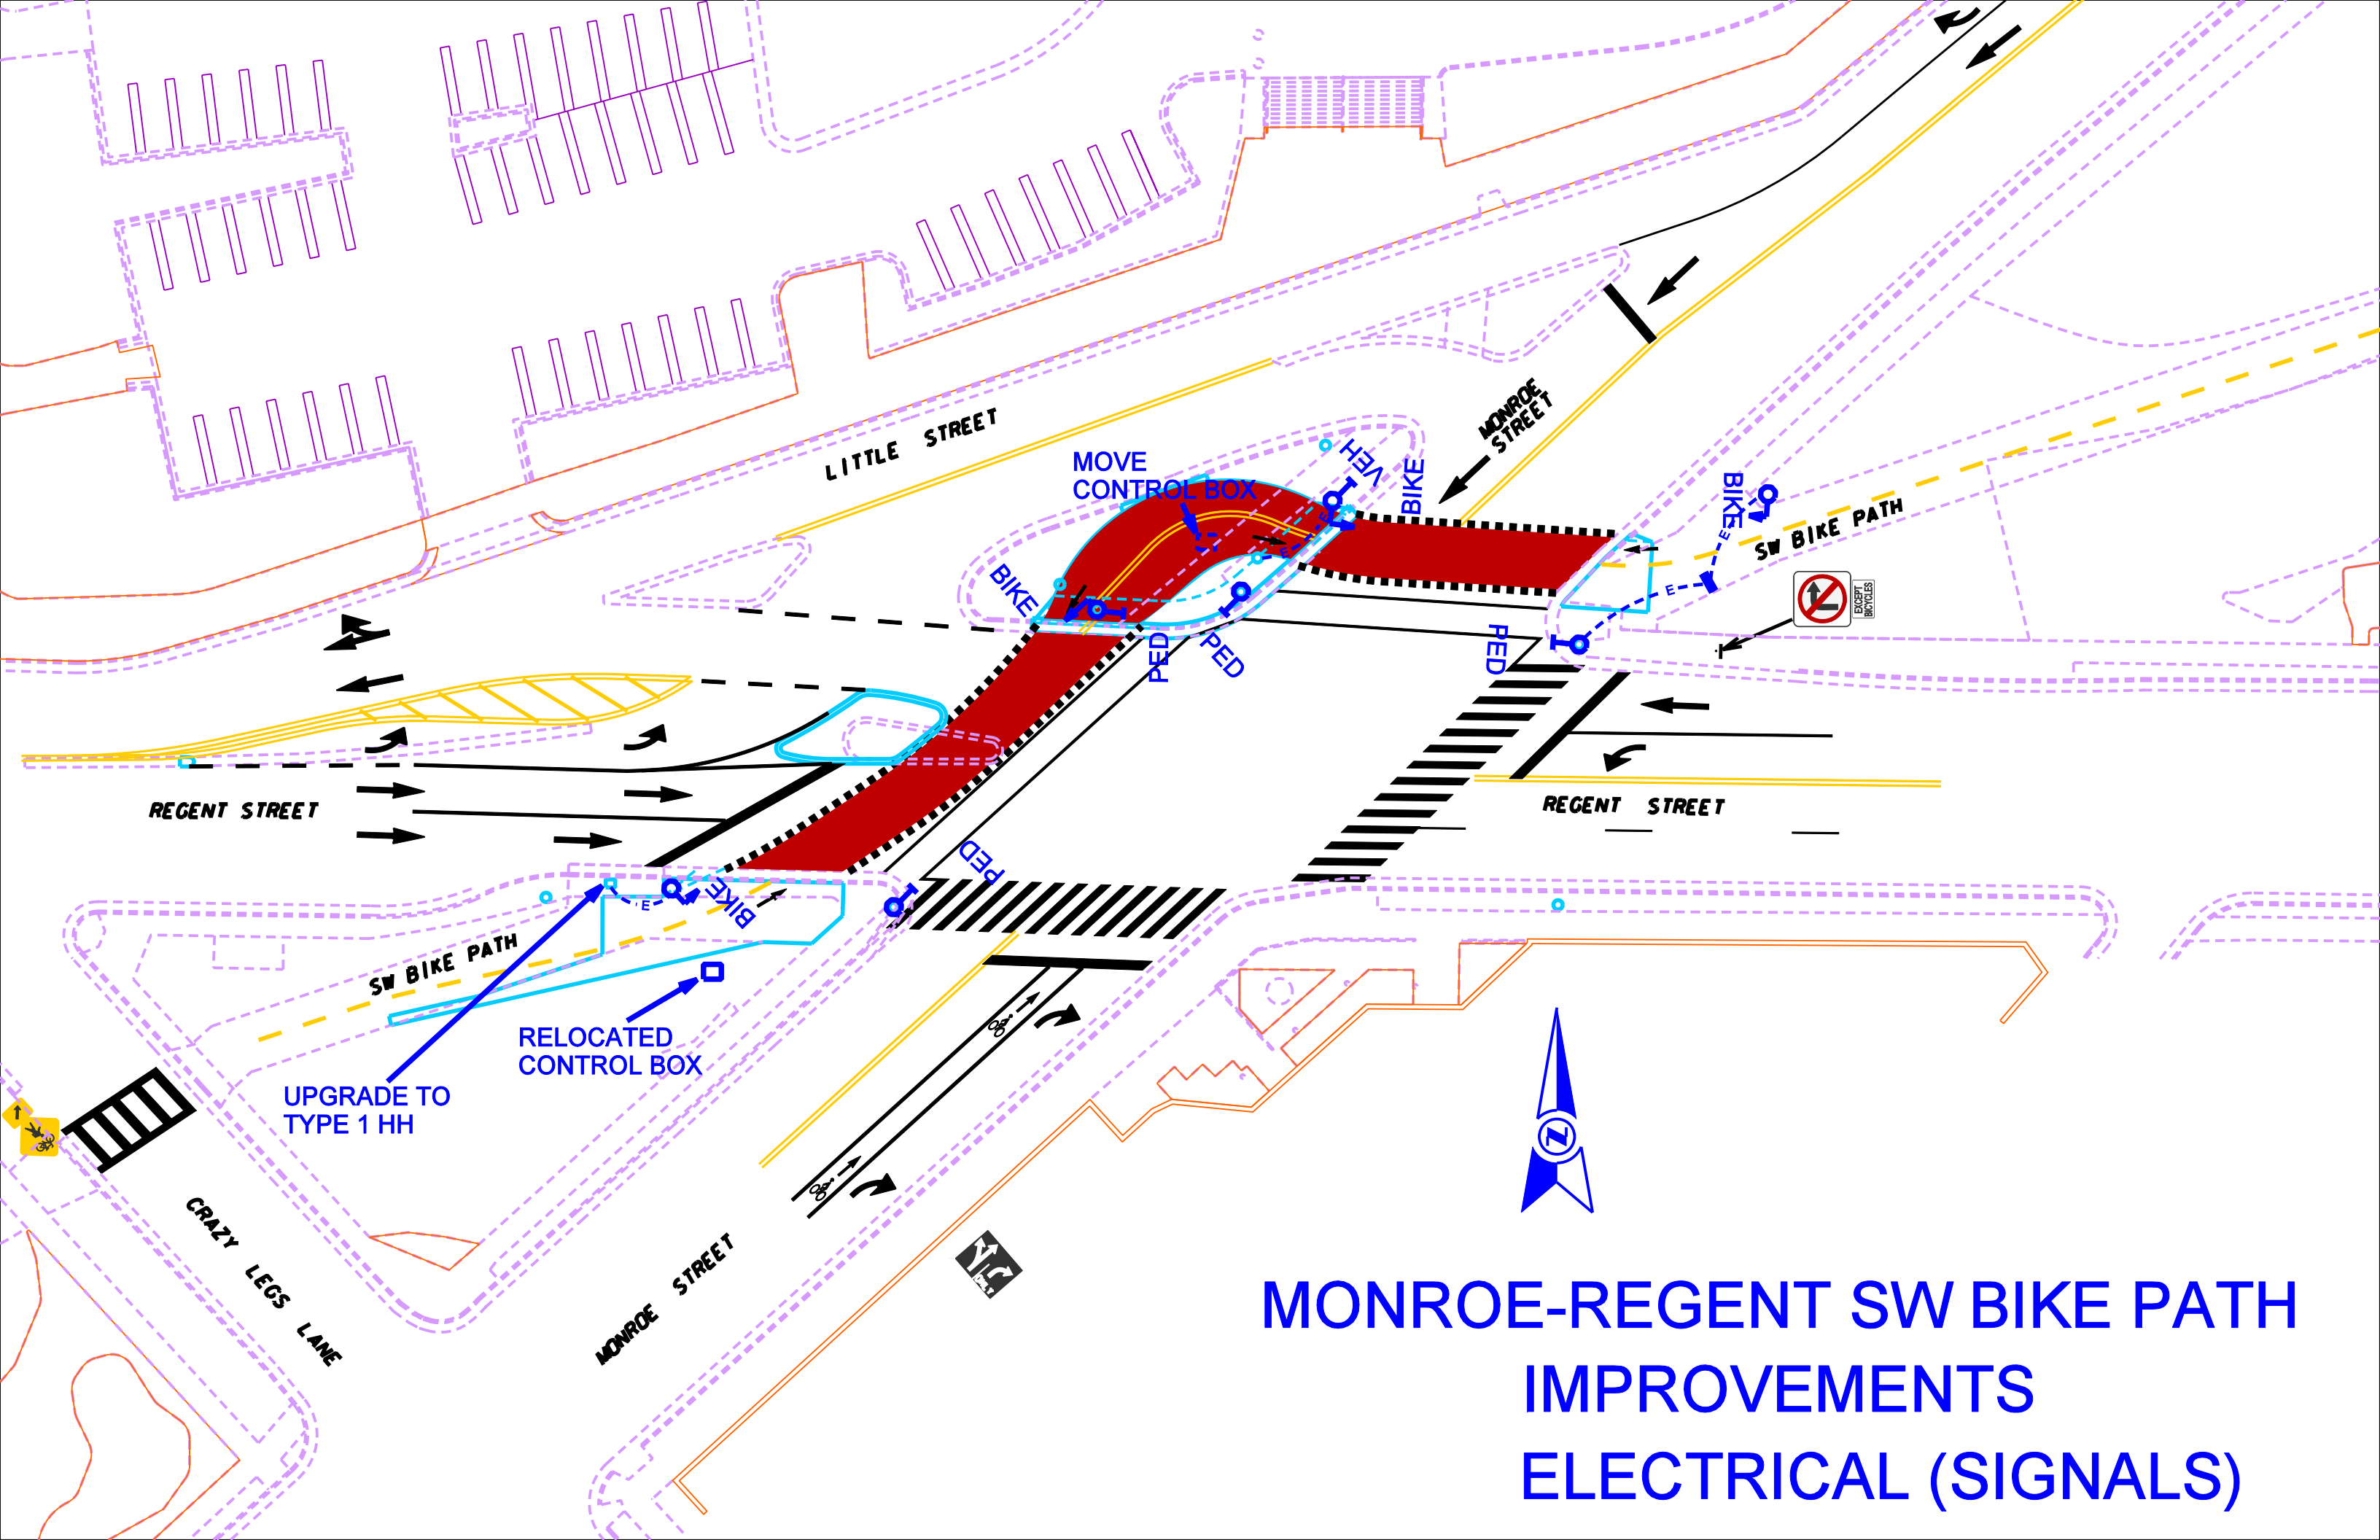 LITTLE STREET
MONROE
STREET
MOVE
CONTROL BOX
VEH
BIKE
BIKE
E
E
E
SW BIKE PATH
BIKE
E
EXCEPT
BICYCLES
PED
PED
PED
REGENT STREET
REGENT STREET
PED
BIKE
E
SW BIKE PATH
RELOCATED
CONTROL BOX
UPGRADE TO
TYPE 1 HH
CRAZY LEGS LANE
MONROE STREET
N
MONROE-REGENT SW BIKE PATH
IMPROVEMENTS
ELECTRICAL (SIGNALS)